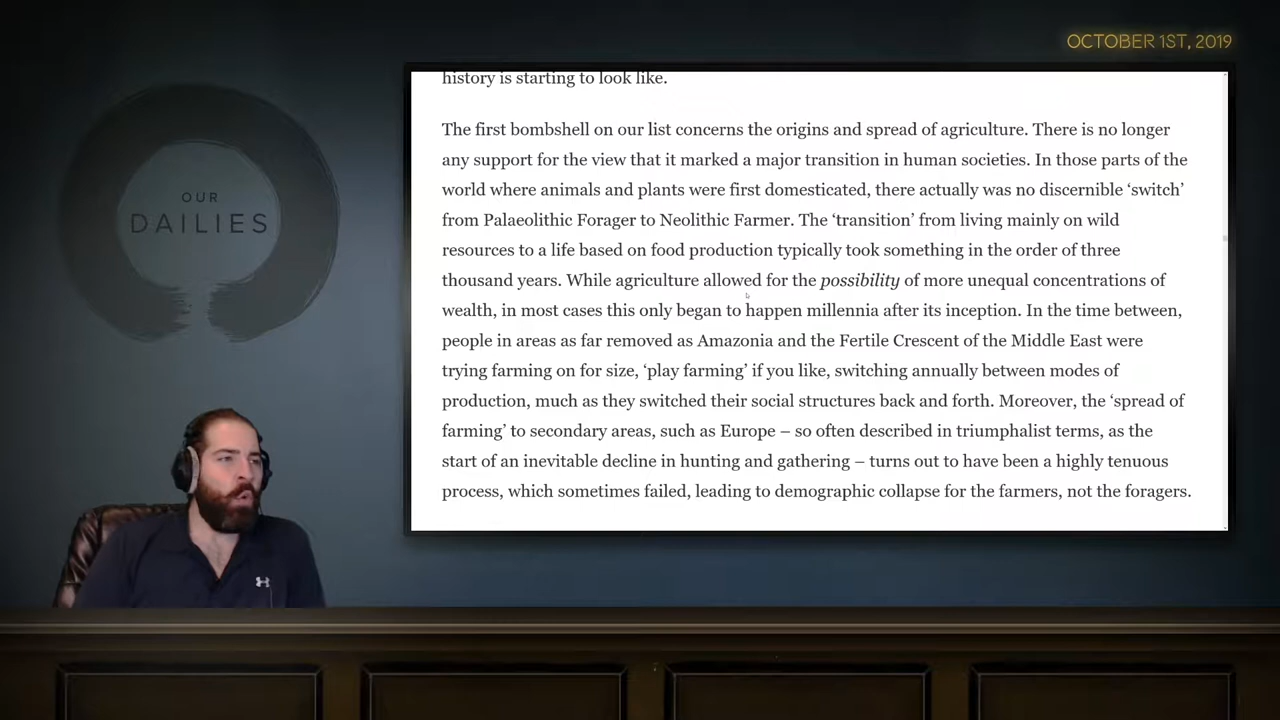 OCTOBER 1ST, 2019
OUR
DAILIES
history is starting to look like.
The first bombshell on our list concerns the origins and spread of agriculture. There is no longer
any support for the view that it marked a major transition in human societies. In those parts of the
world where animals and plants were first domesticated, there actually was no discernible ‘switch’
from Palaeolithic Forager to Neolithic Farmer. The ‘transition’ from living mainly on wild
resources to a life based on food production typically took something in the order of three
thousand years. While agriculture allowed for the possibility of more unequal concentrations of
wealth, in most cases this only began to happen millennia after its inception. In the time between,
people in areas as far removed as Amazonia and the Fertile Crescent of the Middle East were
trying farming on for size, ‘play farming’ if you like, switching annually between modes of
production, much as they switched their social structures back and forth. Moreover, the ‘spread of
farming’ to secondary areas, such as Europe – so often described in triumphalist terms, as the
start of an inevitable decline in hunting and gathering – turns out to have been a highly tenuous
process, which sometimes failed, leading to demographic collapse for the farmers, not the foragers.